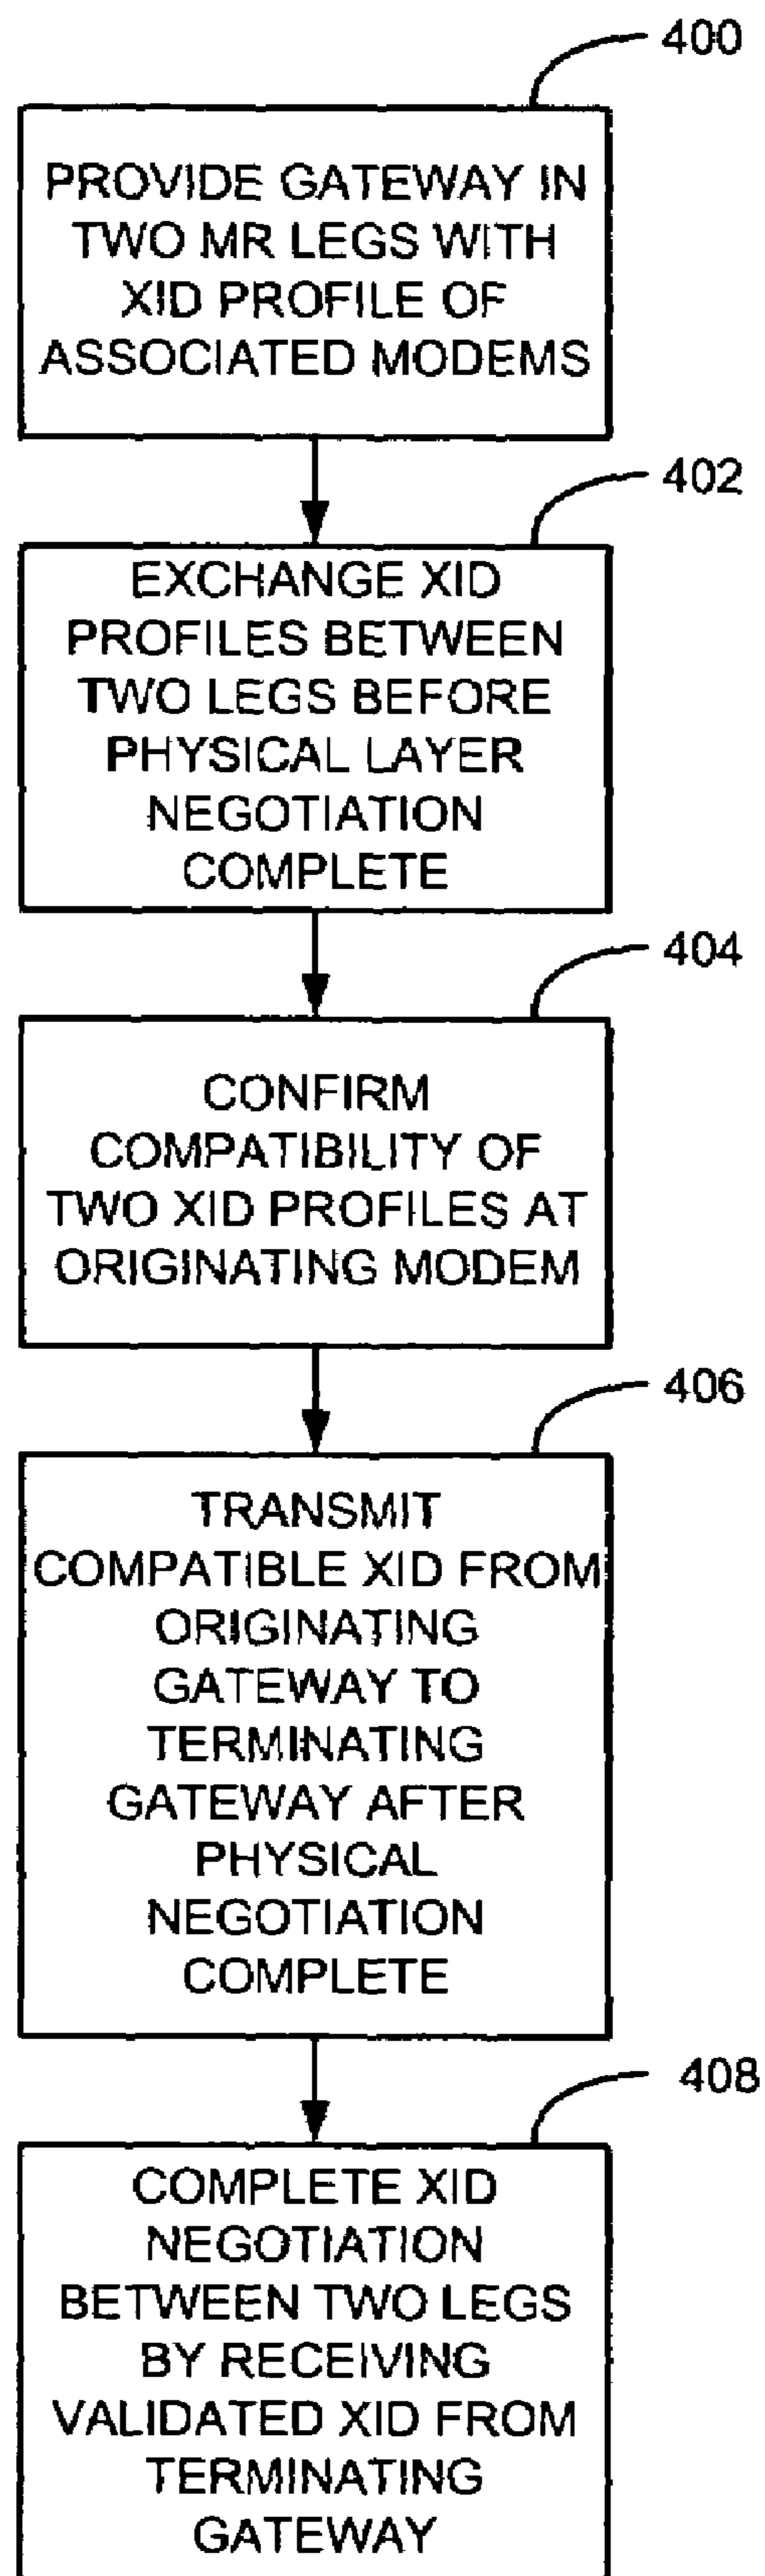 400
PROVIDE GATEWAY IN
TWO MR LEGS WITH
XID PROFILE OF
ASSOCIATED MODEMS
402
EXCHANGE XID
PROFILES BETWEEN
TWO LEGS BEFORE
PHYSICAL LAYER
NEGOTIATION
COMPLETE
404
CONFIRM
COMPATIBILITY OF
TWO XID PROFILES AT
ORIGINATING MODEM
406
TRANSMIT
COMPATIBLE XID FROM
ORIGINATING
GATEWAY TO
TERMINATING
GATEWAY AFTER
PHYSICAL
NEGOTIATION
COMPLETE
408
COMPLETE XID
NEGOTIATION
BETWEEN TWO LEGS
BY RECEIVING
VALIDATED XID FROM
TERMINATING
GATEWAY